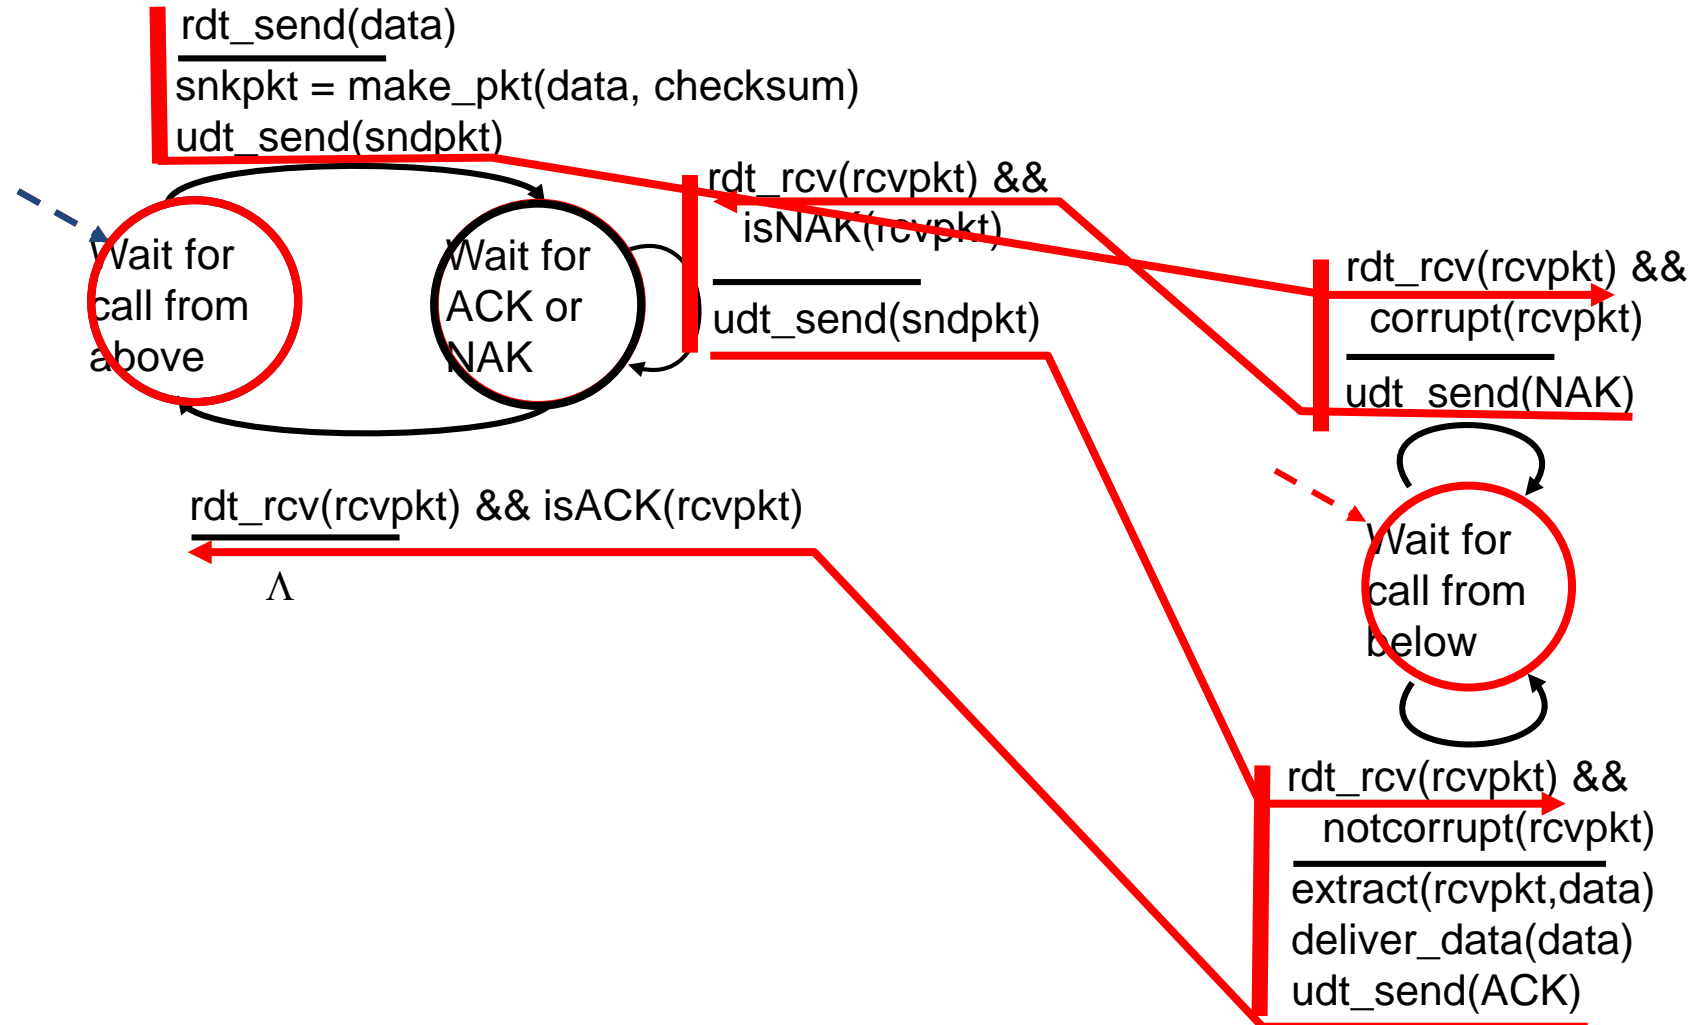 rdt_send(data)
snkpkt = make_pkt(data, checksum)
udt_send(sndpkt)
Wait for
call from
above
Wait for
ACK or
NAK
rdt_rcv(rcvpkt) &&
isNAK(rcvpkt)
udt_send(sndpkt)
rdt_rcv(rcvpkt) && isACK(rcvpkt)
Λ
rdt_rcv(rcvpkt) &&
corrupt(rcvpkt)
udt_send(NAK)
Wait for
call from
below
rdt_rcv(rcvpkt) &&
notcorrupt(rcvpkt)
extract(rcvpkt,data)
deliver_data(data)
udt_send(ACK)